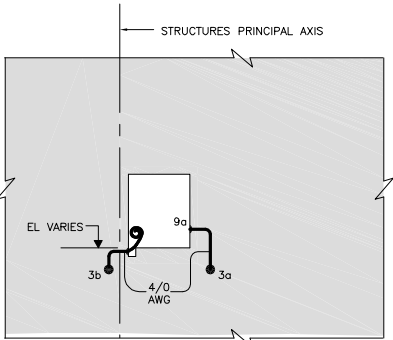 STRUCTURES PRINCIPAL AXIS
9a
EL VARIES
3b
3a
4/0
AWG